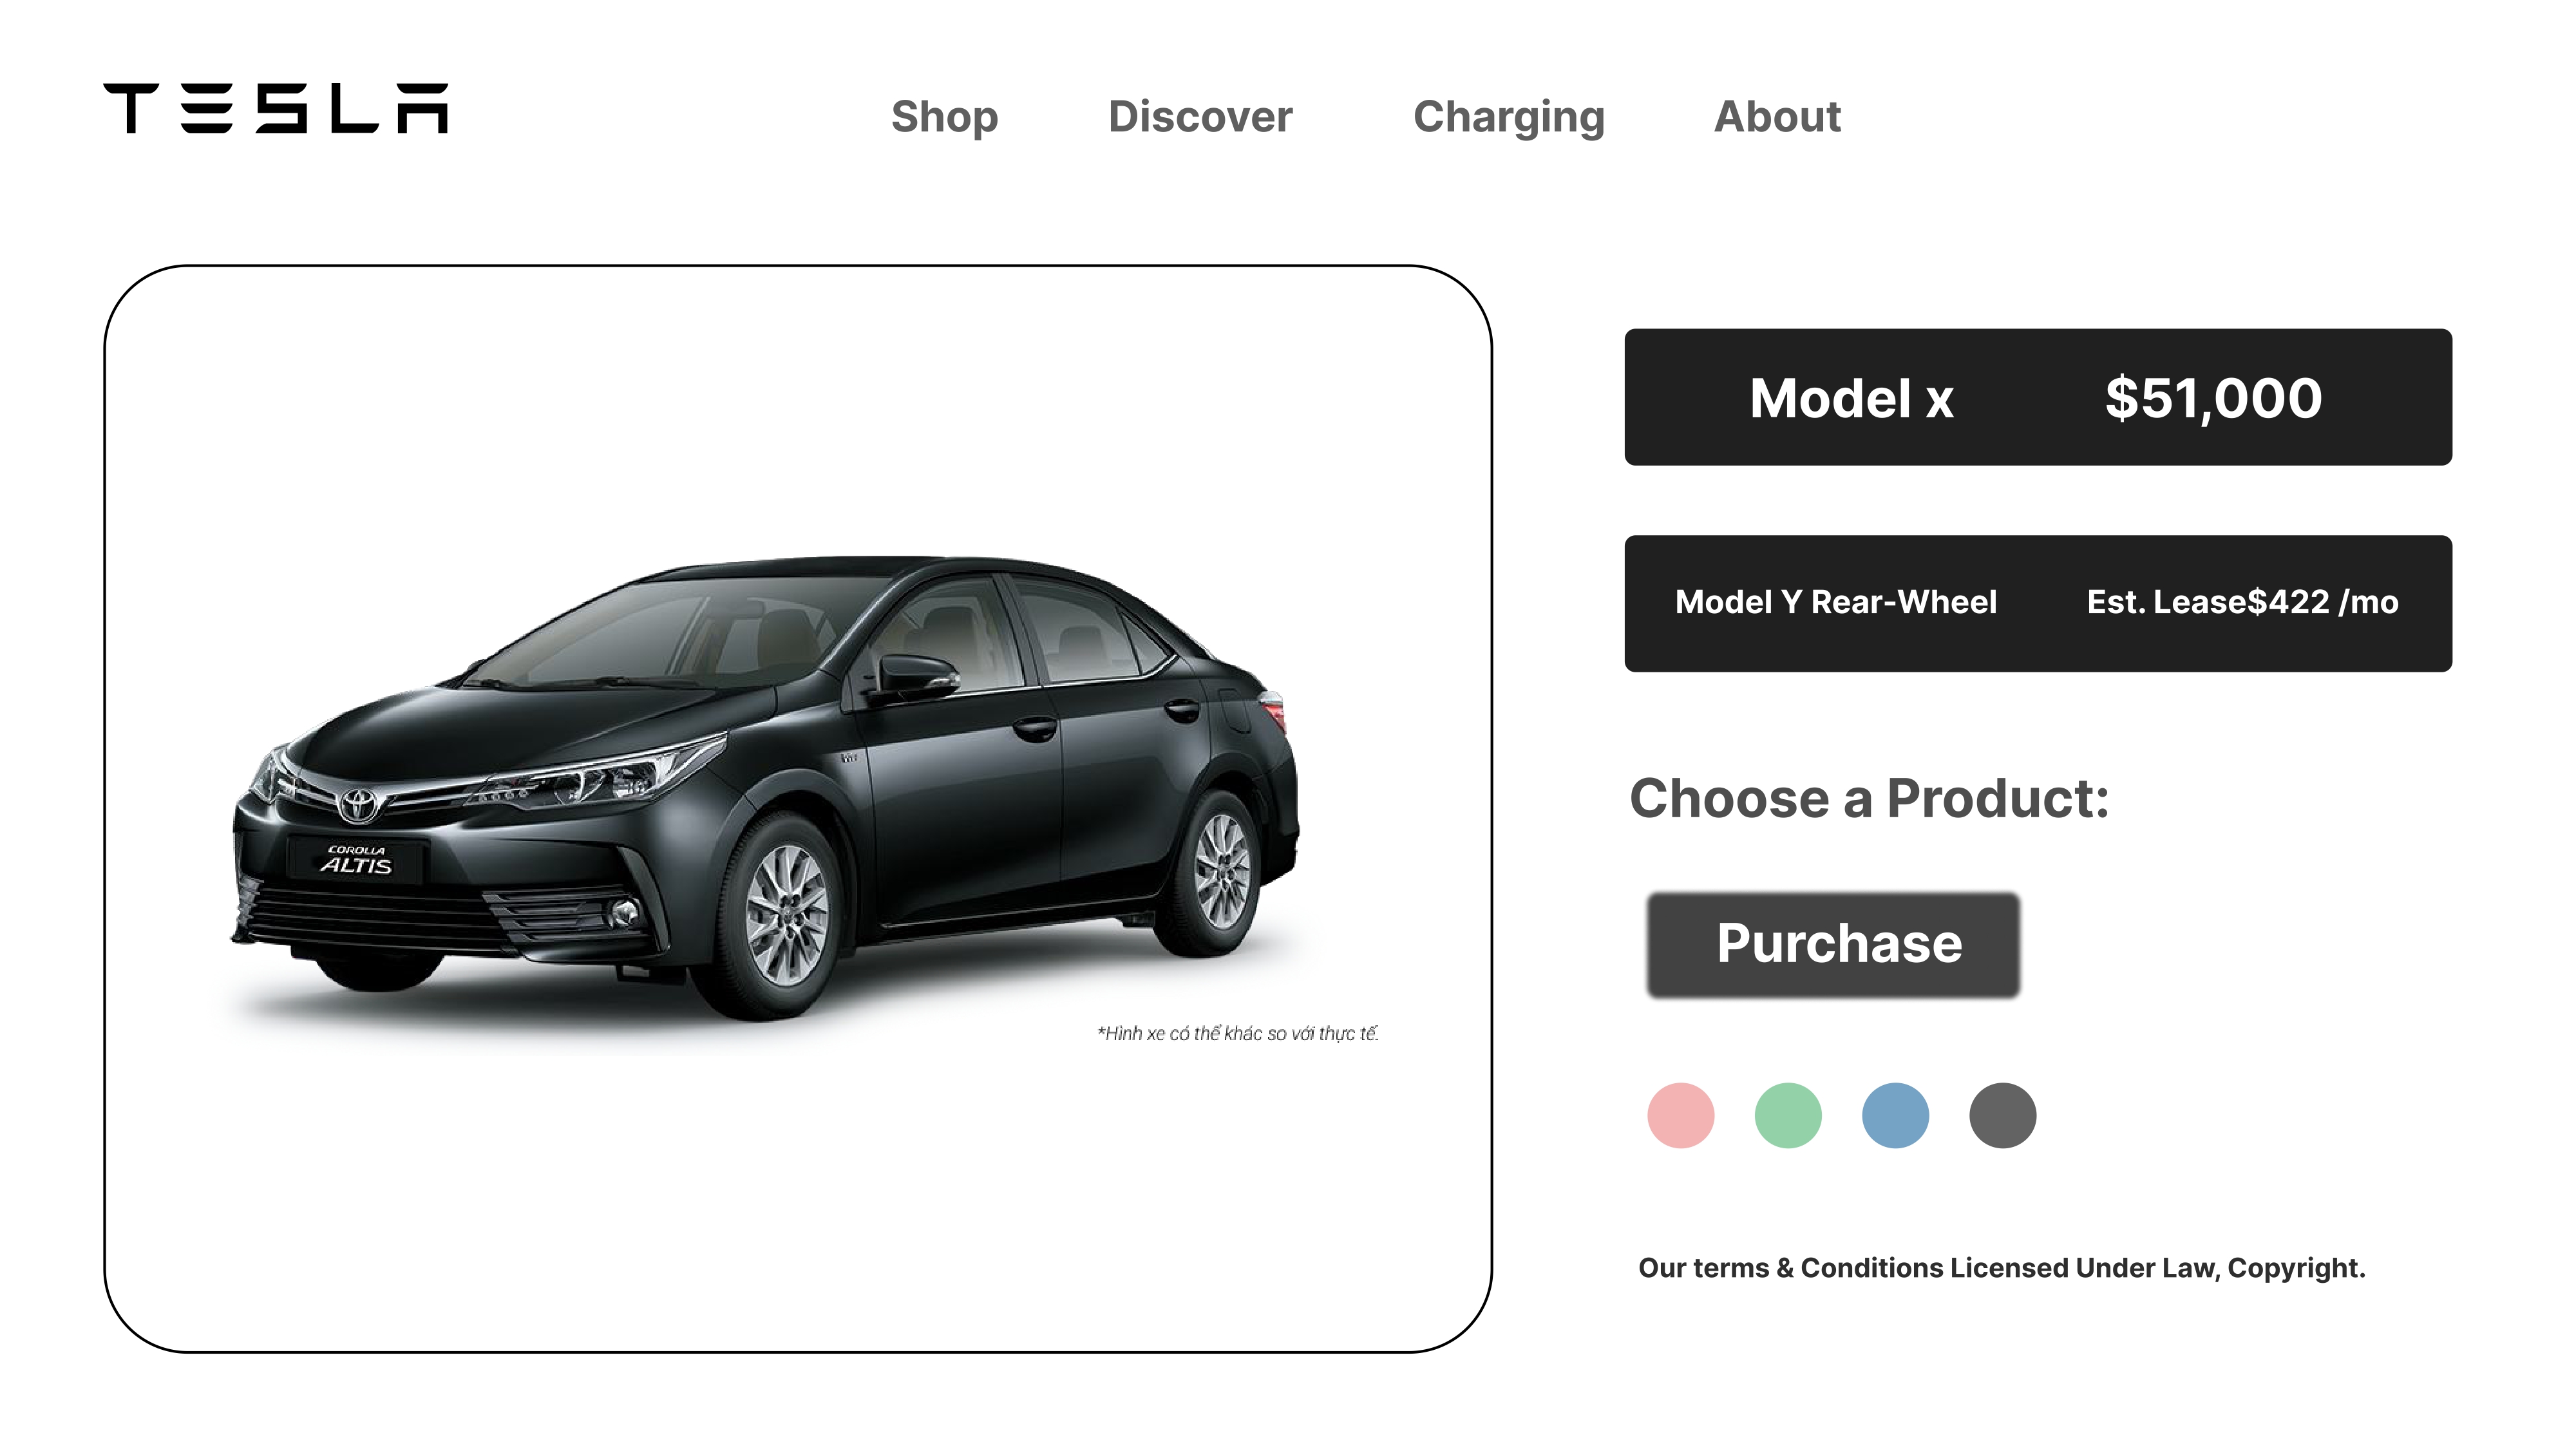 TESLA
Shop Discover Charging About
Model x $51,000
Model Y Rear-Wheel Est. Lease$422 /mo
COROLLA
ALTIS
*Hình xe có thể khác so với thực tế.
Choose a Product:
Purchase
Our terms & Conditions Licensed Under Law, Copyright.